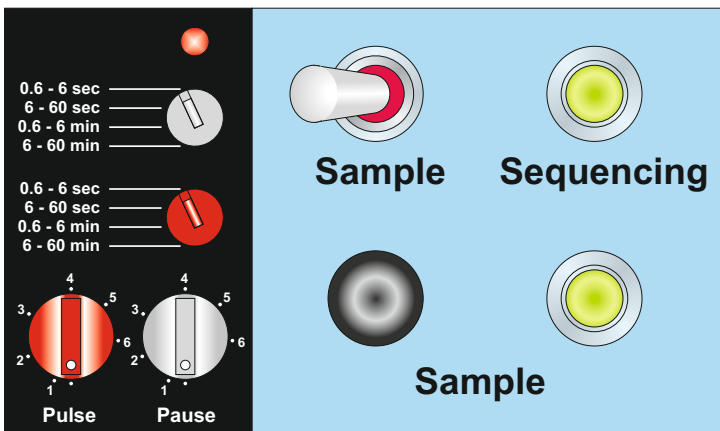 0.6 - 6 sec
6 - 60 sec
0.6 - 6 min
6 - 60 min
0.6 - 6 sec
6 - 60 sec
0.6 - 6 min
6 - 60 min
4
3
5
2
6
1
Pulse
4
3
5
2
6
1
Pause
Sample
Sequencing
Sample